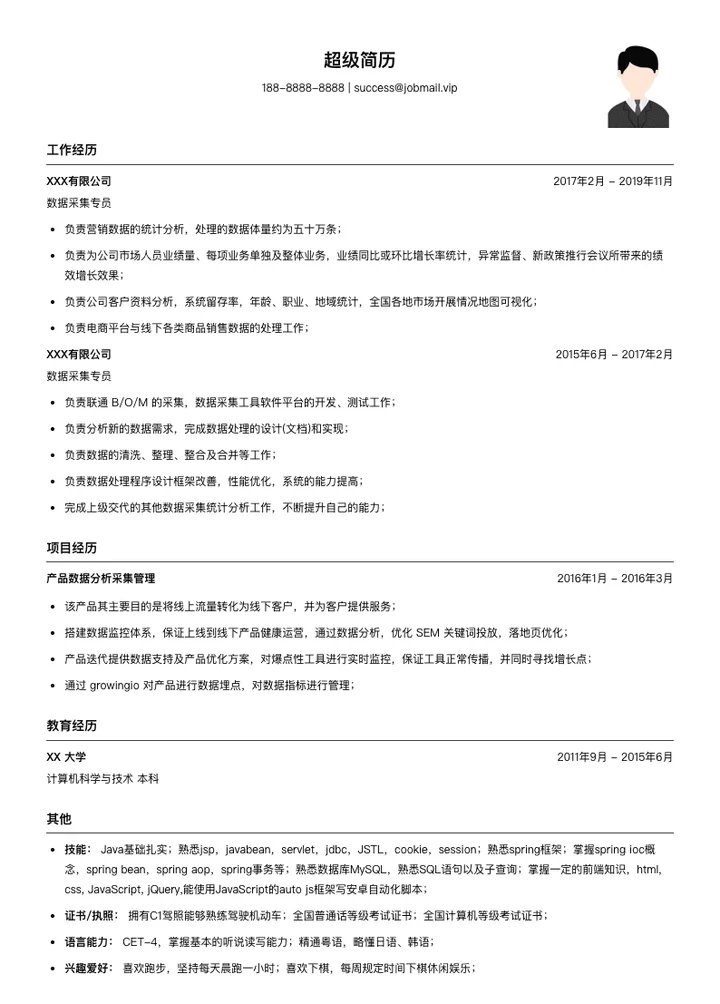 超级简历
188-8888-8888 | success@jobmail.vip
工作经历
XXX有限公司 2017年2月 – 2019年11月
数据采集专员
• 负责营销数据的统计分析，处理的数据体量约为五十万条；
• 负责为公司市场人员业绩量、每项业务单独及整体业务，业绩同比或环比增长率统计，异常监督、新政策推行会议所带来的绩
效增长效果；
• 负责公司客户资料分析，系统留存率，年龄、职业、地域统计，全国各地市场开展情况地图可视化；
• 负责电商平台与线下各类商品销售数据的处理工作；
XXX有限公司 2015年6月 – 2017年2月
数据采集专员
• 负责联通 B/O/M 的采集，数据采集工具软件平台的开发、测试工作；
• 负责分析新的数据需求，完成数据处理的设计(文档)和实现；
• 负责数据的清洗、整理、整合及合并等工作；
• 负责数据处理程序设计框架改善，性能优化，系统的能力提高；
• 完成上级交代的其他数据采集统计分析工作，不断提升自己的能力；
项目经历
产品数据分析采集管理 2016年1月 – 2016年3月
• 该产品其主要目的是将线上流量转化为线下客户，并为客户提供服务；
• 搭建数据监控体系，保证上线到线下产品健康运营，通过数据分析，优化 SEM 关键词投放，落地页优化；
• 产品迭代提供数据支持及产品优化方案，对爆点性工具进行实时监控，保证工具正常传播，并同时寻找增长点；
• 通过 growingio 对产品进行数据埋点，对数据指标进行管理；
教育经历
XX 大学 2011年9月 – 2015年6月
计算机科学与技术 本科
其他
• 技能： Java基础扎实；熟悉jsp，javabean，servlet，jdbc，JSTL，cookie，session；熟悉spring框架；掌握spring ioc概
念，spring bean，spring aop，spring事务等；熟悉数据库MySQL，熟悉SQL语句以及子查询；掌握一定的前端知识，html,
css, JavaScript, jQuery,能使用JavaScript的auto js框架写安卓自动化脚本；
• 证书/执照： 拥有C1驾照能够熟练驾驶机动车；全国普通话等级考试证书；全国计算机等级考试证书；
• 语言能力： CET-4，掌握基本的听说读写能力；精通粤语，略懂日语、韩语；
• 兴趣爱好： 喜欢跑步，坚持每天晨跑一小时；喜欢下棋，每周规定时间下棋休闲娱乐；